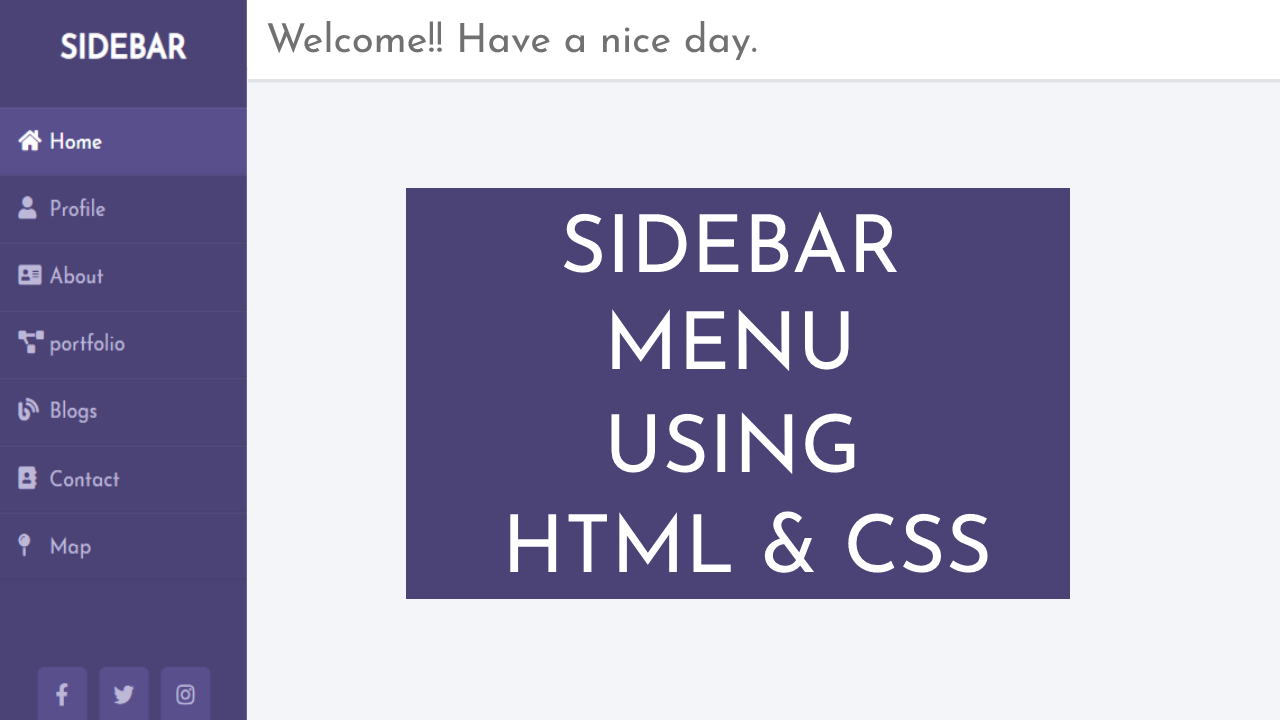 SIDEBAR
Home
Profile
About
portfolio
Blogs
Contact
Map
Welcome!! Have a nice day.
SIDEBAR
MENU
USING
HTML & CSS